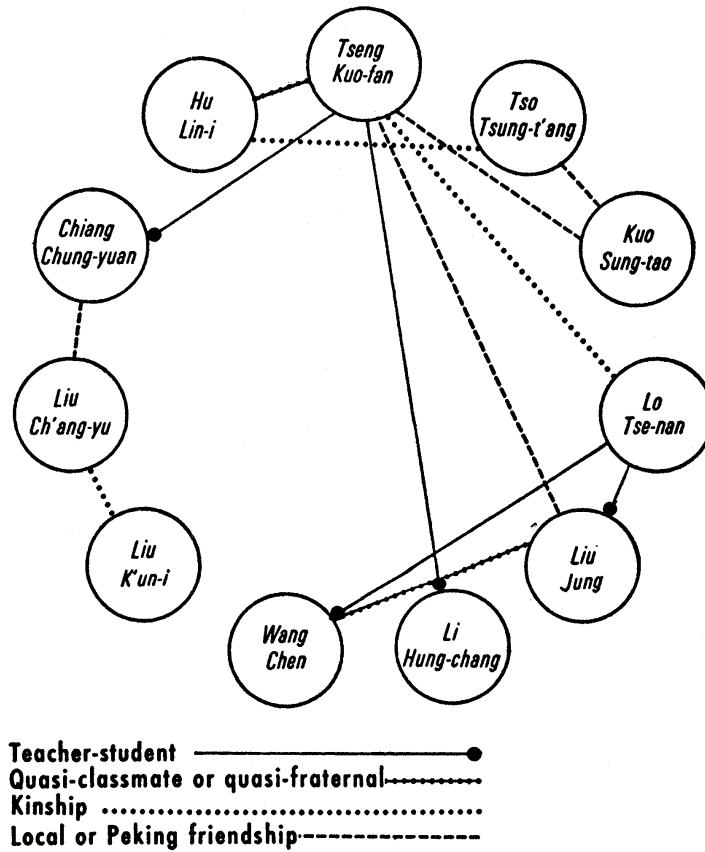 Tseng
Kuo-fan
Hu
Lin-i
Tso
Tsung-t'ang
Chiang
Chung-yuan
Kuo
Sung-tao
Liu
Ch'ang-yu
Lo
Tse-nan
Liu
K'un-i
Liu
Jung
Wang
Chen
Li
Hung-chang
Teacher-student
Quasi-classmate or quasi-fraternal
Kinship
Local or Peking friendship